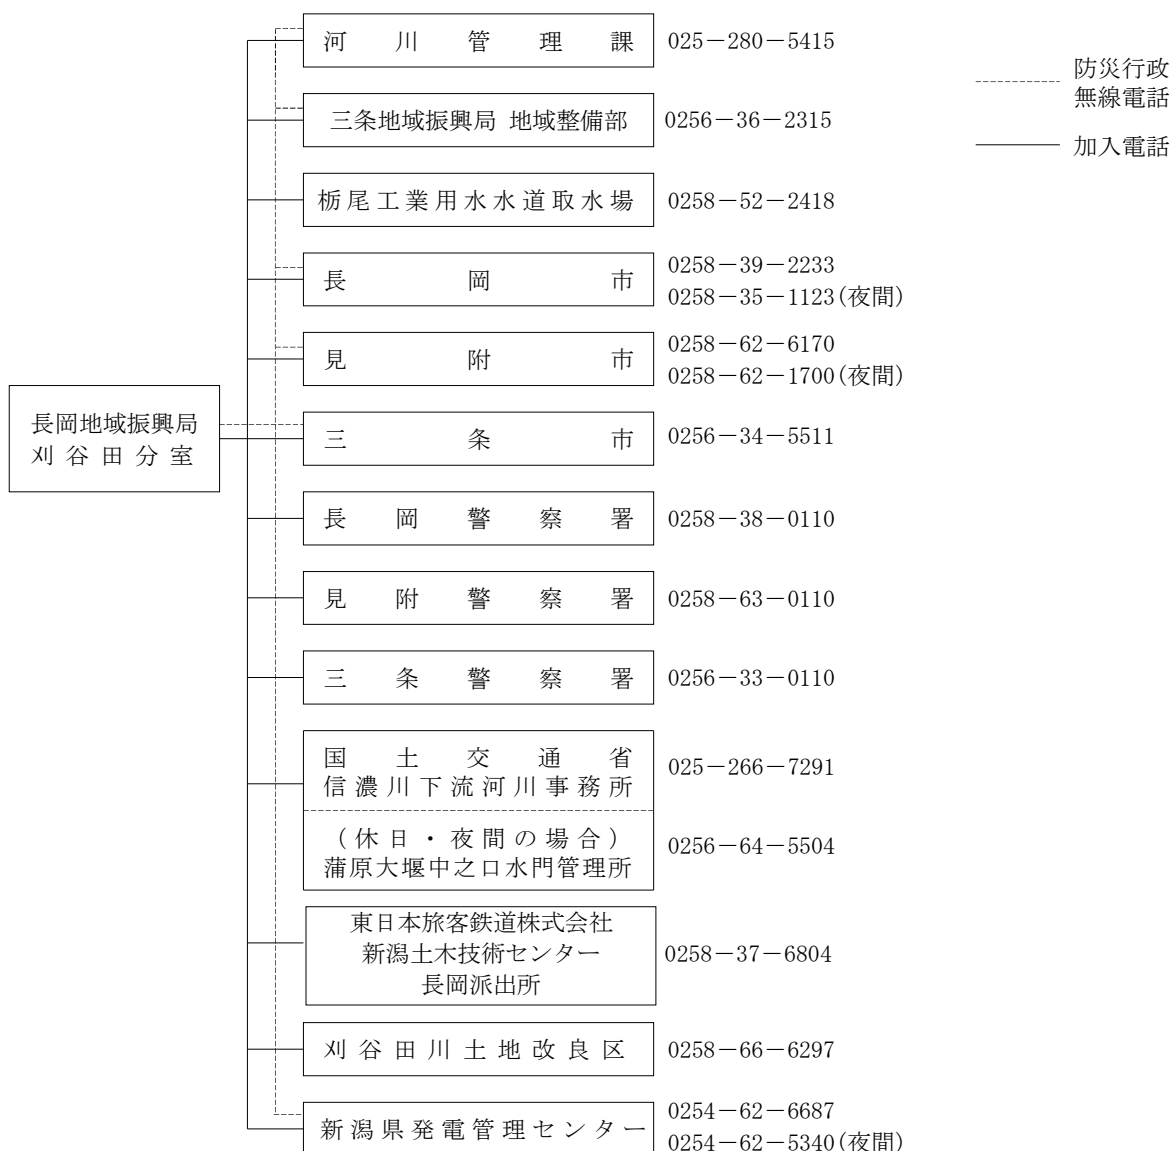 河川管理課 025－280－5415
防災行政
無線電話
加入電話
三条地域振興局 地域整備部 0256－36－2315
栃尾工業用水水道取水場 0258－52－2418
長岡市 0258－39－2233
0258－35－1123(夜間)
見附市 0258－62－6170
0258－62－1700(夜間)
長岡地域振興局
刈谷田分室
三条市 0256－34－5511
長岡警察署 0258－38－0110
見附警察署 0258－63－0110
三条警察署 0256－33－0110
国土交通省
信濃川下流河川事務所 025－266－7291
(休日・夜間の場合)
蒲原大堰中之口水門管理所 0256－64－5504
東日本旅客鉄道株式会社
新潟土木技術センター
長岡派出所 0258－37－6804
刈谷田川土地改良区 0258－66－6297
新潟県発電管理センター 0254－62－6687
0254－62－5340(夜間)